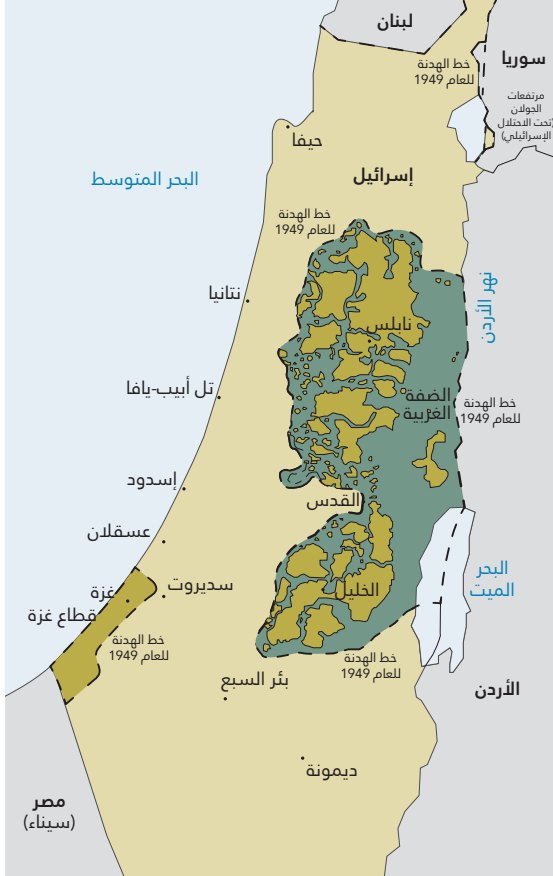 لبنان
سوريا
خط الهدنة
للعام 1949
مرتفعات
الجولان
(تحت الاحتلال
الإسرائيلي)
حيفا
إسرائيل
البحر المتوسط
خط الهدنة
للعام 1949
نهر الأردن
نتانيا
نابلس
تل أبيب-يافا
الضفة
الغربية
خط الهدنة
للعام 1949
إسدود
القدس
عسقلان
البحر
الميت
سديروت
غزة
قطاع غزة
الخليل
خط الهدنة
للعام 1949
خط الهدنة
للعام 1949
بئر السبع
الأردن
ديمونة
مصر
(سيناء)